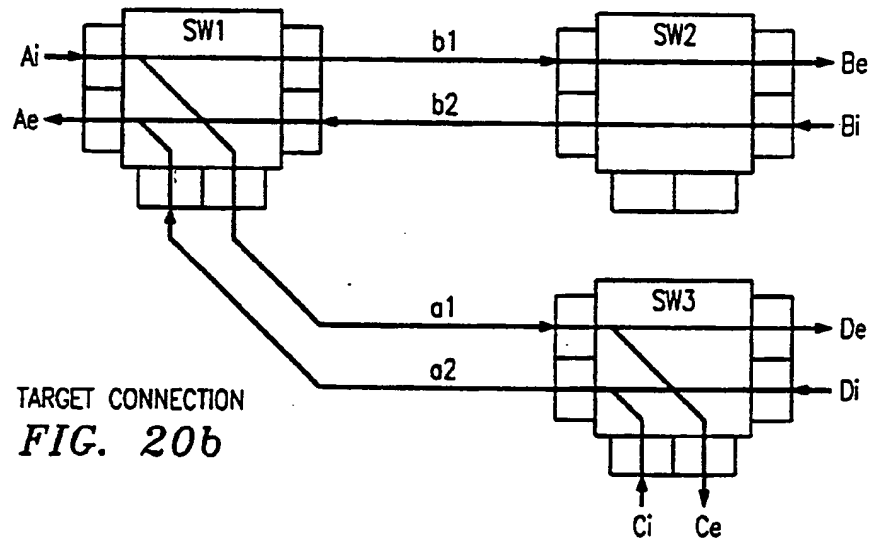 SW1
b1
SW2
Ai
Be
b2
Ae
Bi
a1
SW3
De
a2
Di
TARGET CONNECTION
FIG. 20b
Ci
Ce